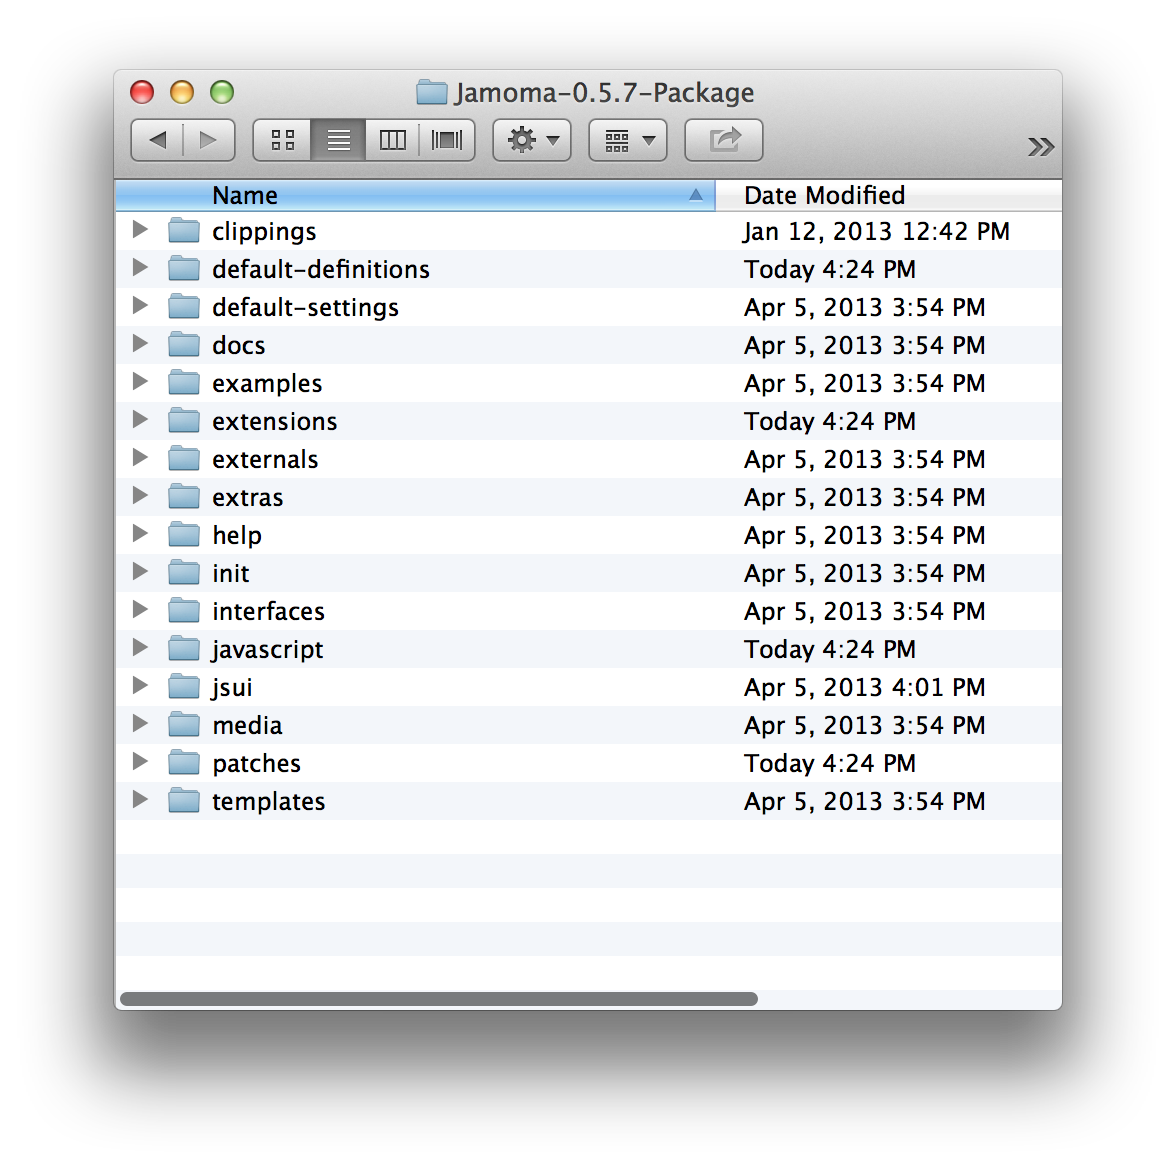 Jamoma-0.5.7-Package
Name Date Modified
clippings Jan 12, 2013 12:42 PM
default-definitions Today 4:24 PM
default-settings Apr 5, 2013 3:54 PM
docs Apr 5, 2013 3:54 PM
examples Apr 5, 2013 3:54 PM
extensions Today 4:24 PM
externals Apr 5, 2013 3:54 PM
extras Apr 5, 2013 3:54 PM
help Apr 5, 2013 3:54 PM
init Apr 5, 2013 3:54 PM
interfaces Apr 5, 2013 3:54 PM
javascript Today 4:24 PM
jsui Apr 5, 2013 4:01 PM
media Apr 5, 2013 3:54 PM
patches Today 4:24 PM
templates Apr 5, 2013 3:54 PM